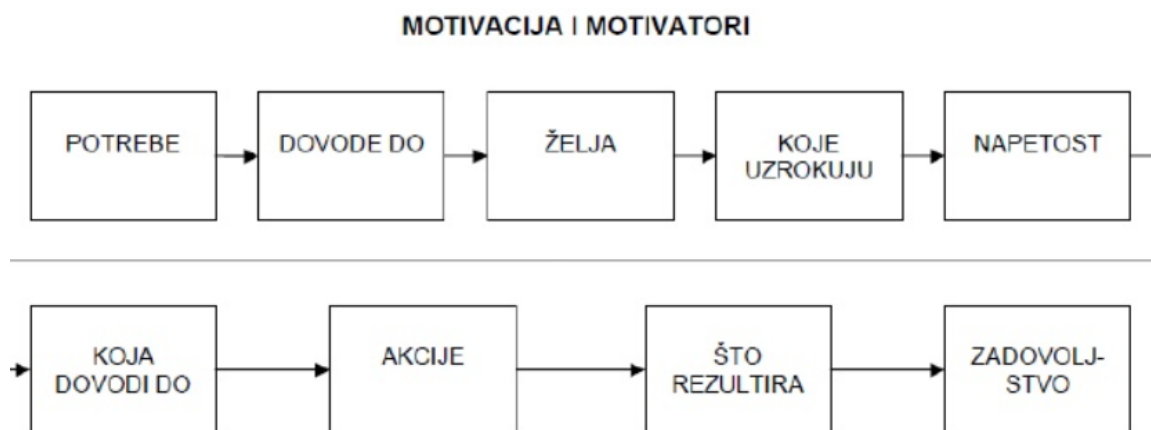 MOTIVACIJA I MOTIVATORI
POTREBE
DOVODE DO
ŽELJA
KOJE
UZROKUJU
NAPETOST
KOJA
DOVODI DO
AKCIJE
ŠTO
REZULTIRA
ZADOVOLJ-
STVO